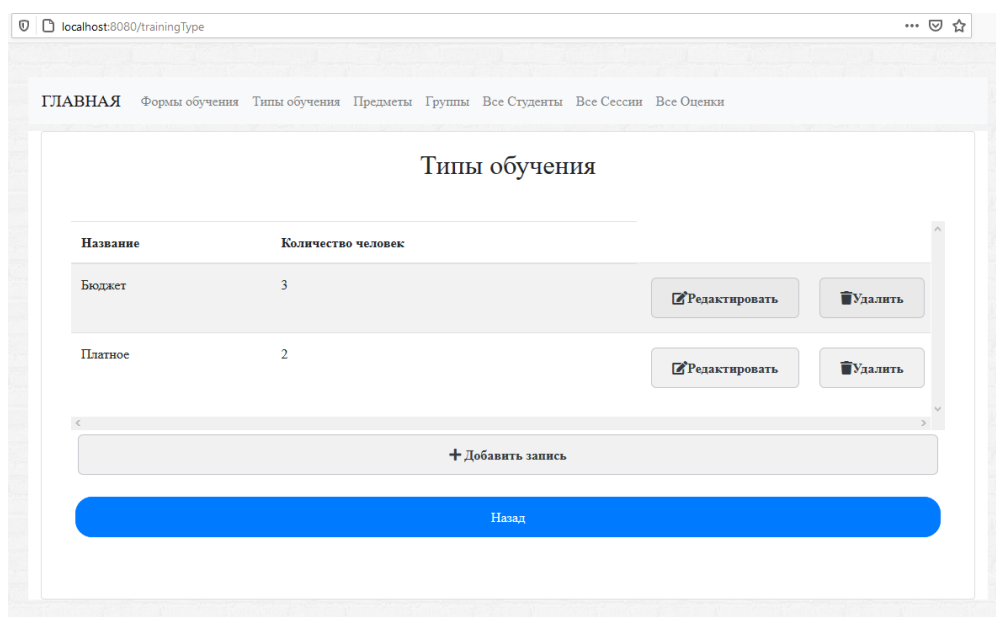 localhost:8080/trainingType
ГЛАВНАЯ Формы обучения Типы обучения Предметы Группы Все Студенты Все Сессии Все Оценки
Типы обучения
Название Количество человек
Бюджет 3 Редактировать Удалить
Платное 2 Редактировать Удалить
+ Добавить запись
Назад